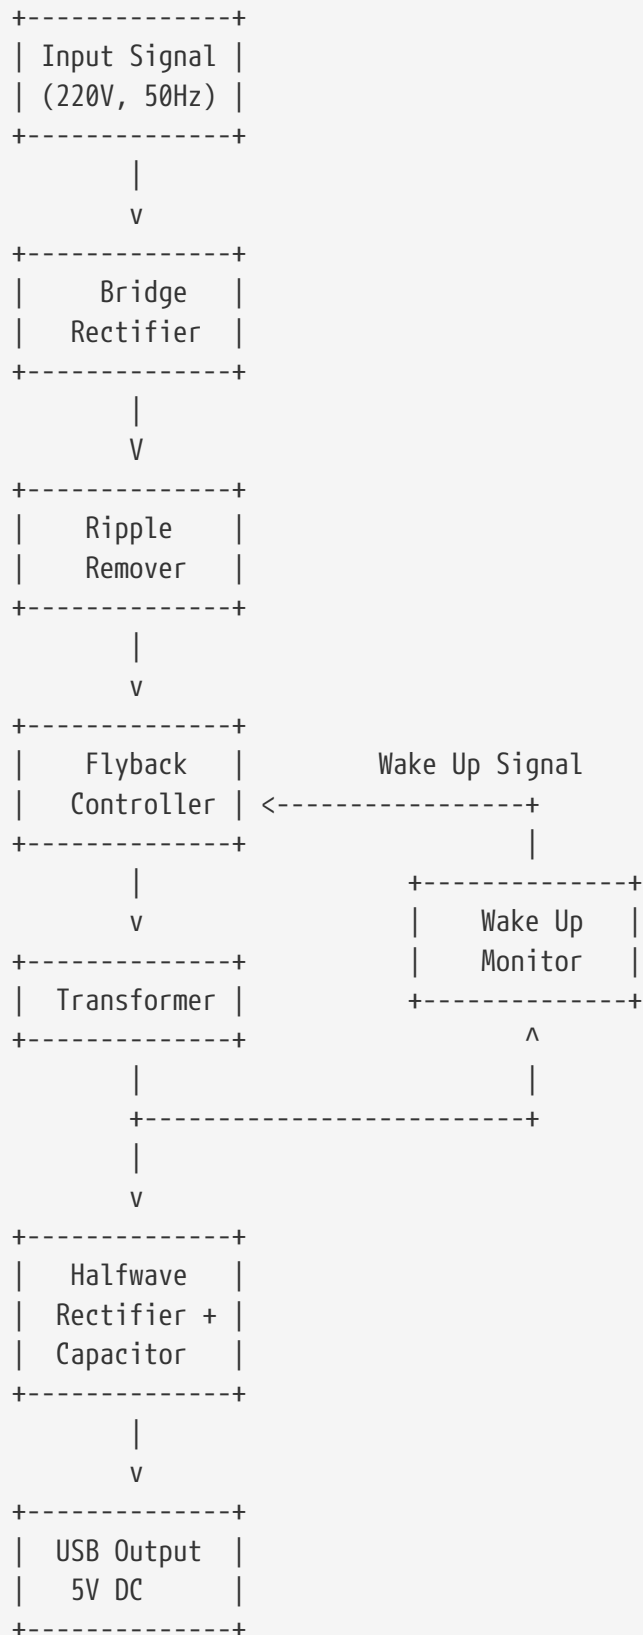 Input Signal
(220V, 50Hz)
Bridge
Rectifier
Ripple
Remover
Flyback
Controller
Wake Up Signal
Wake Up
Monitor
Transformer
Halfwave
Rectifier +
Capacitor
USB Output
5V DC